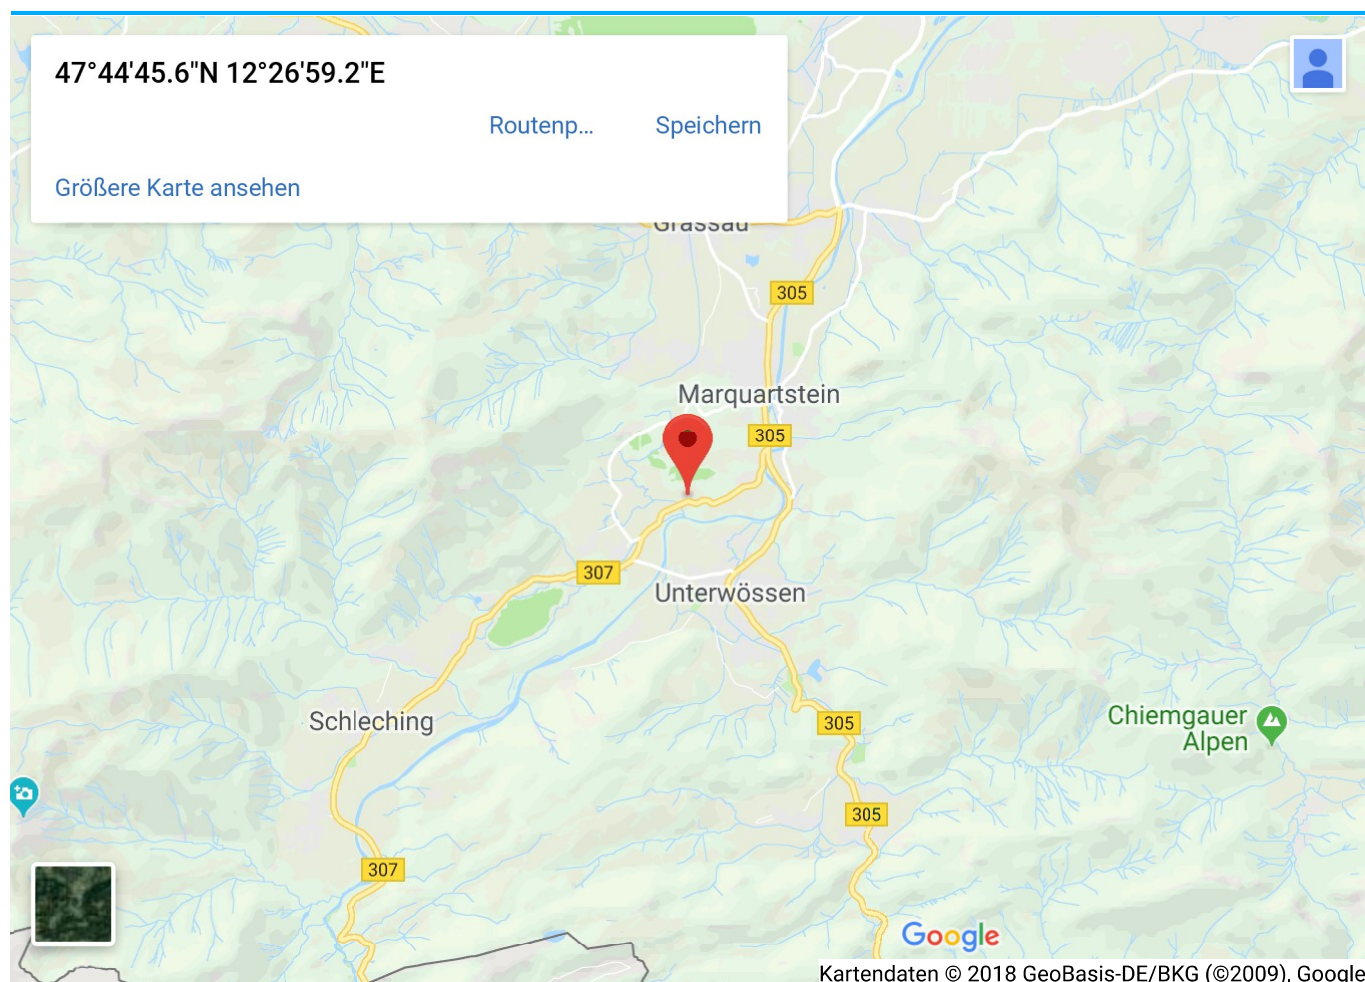 47°44'45.6"N 12°26'59.2"E
Routenp...
Speichern
Größere Karte ansehen
Grassau
305
Marquartstein
305
307
Unterwössen
Schleching
305
Chiemgauer
Alpen
305
307
Google
Kartendaten © 2018 GeoBasis-DE/BKG (©2009), Google